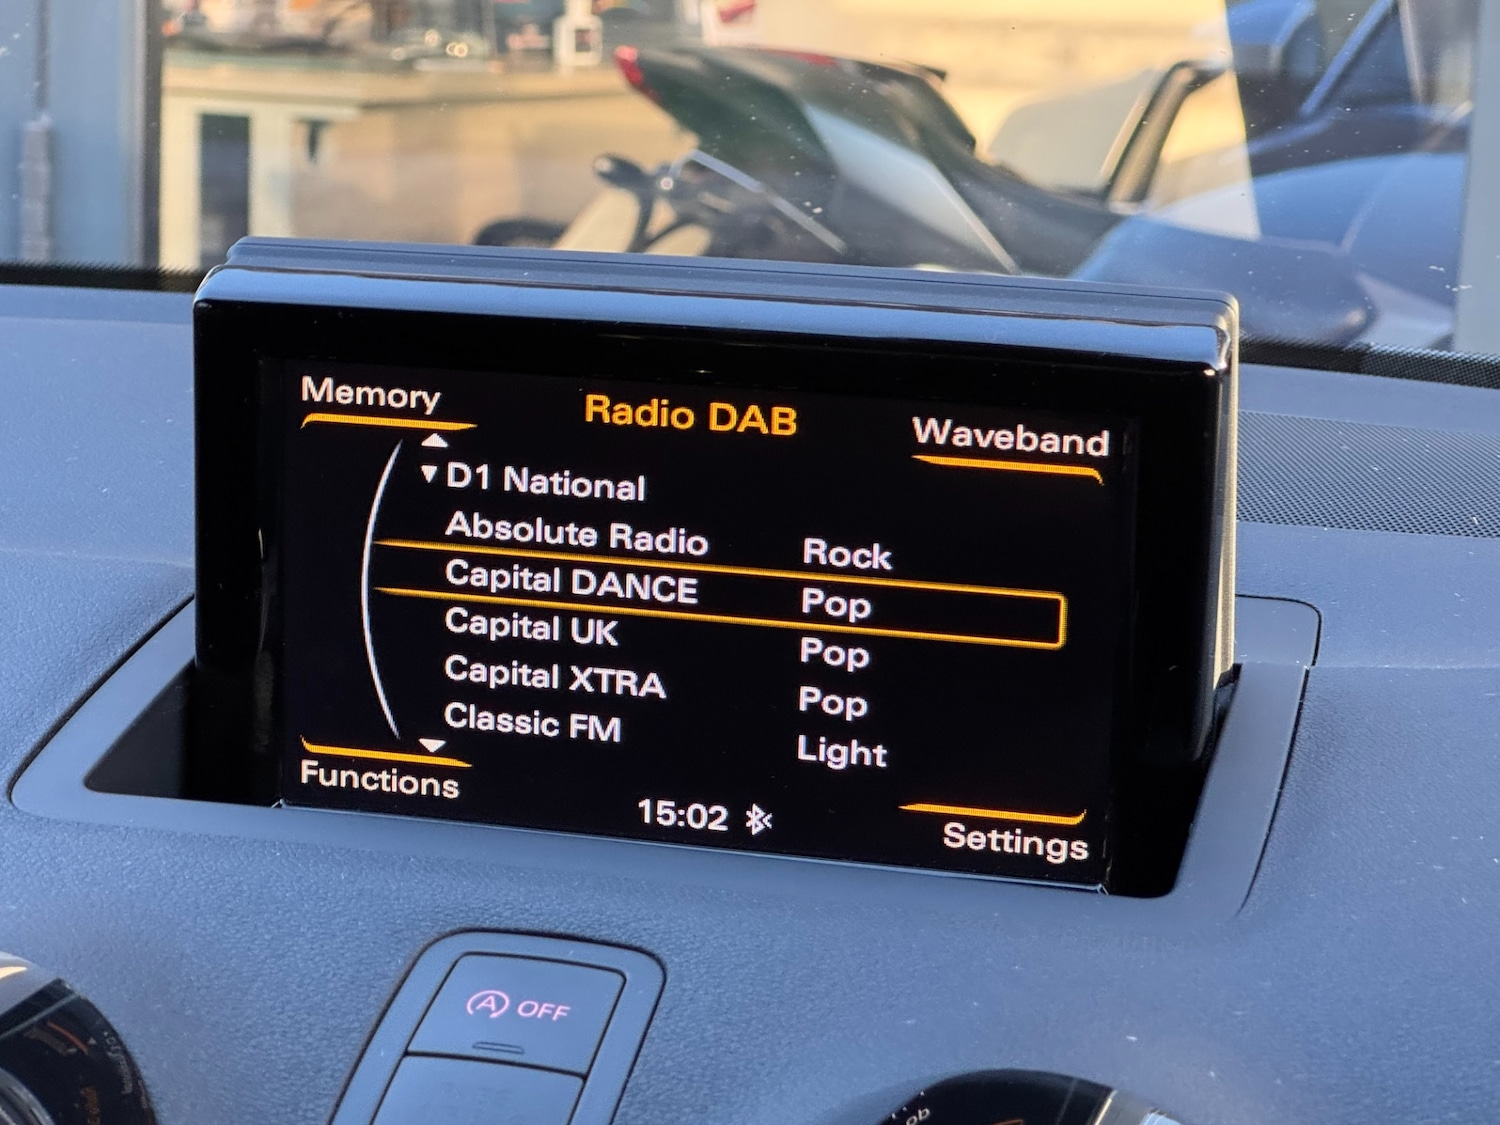 Memory
Radio DAB
Waveband
D1 National
Absolute Radio Rock
Capital DANCE Pop
Capital UK Pop
Capital XTRA Pop
Classic FM Light
Functions
15:02
Settings
A OFF